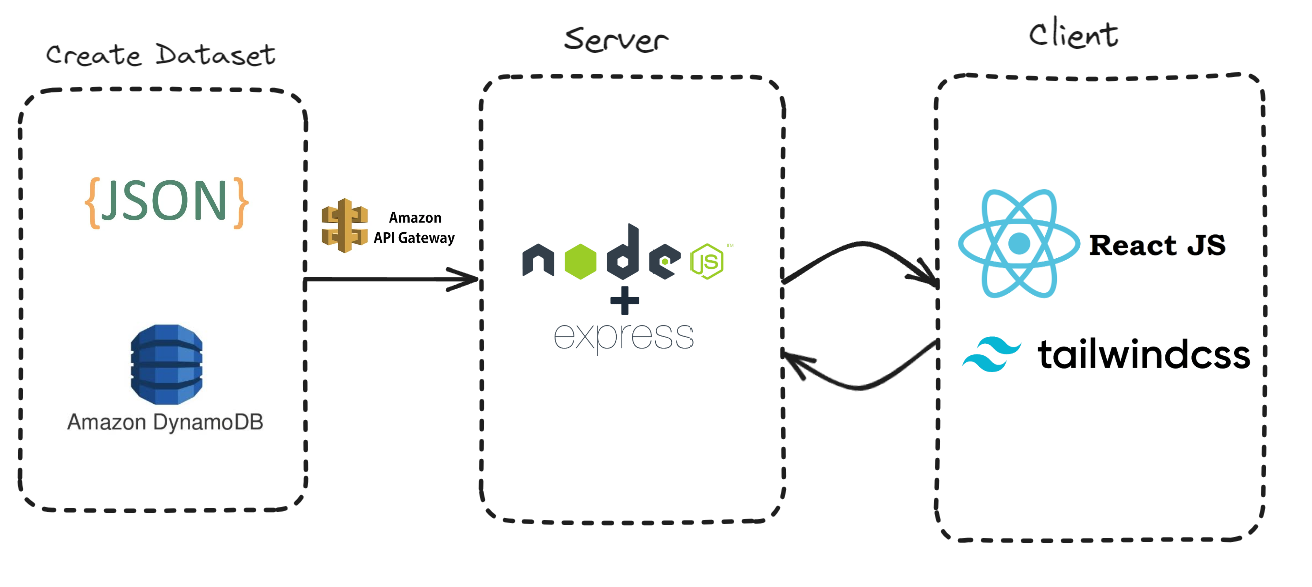 Create Dataset
Server
Client
{JSON}
Amazon
API Gateway
Amazon DynamoDB
node JS
+
express
React JS
tailwindcss